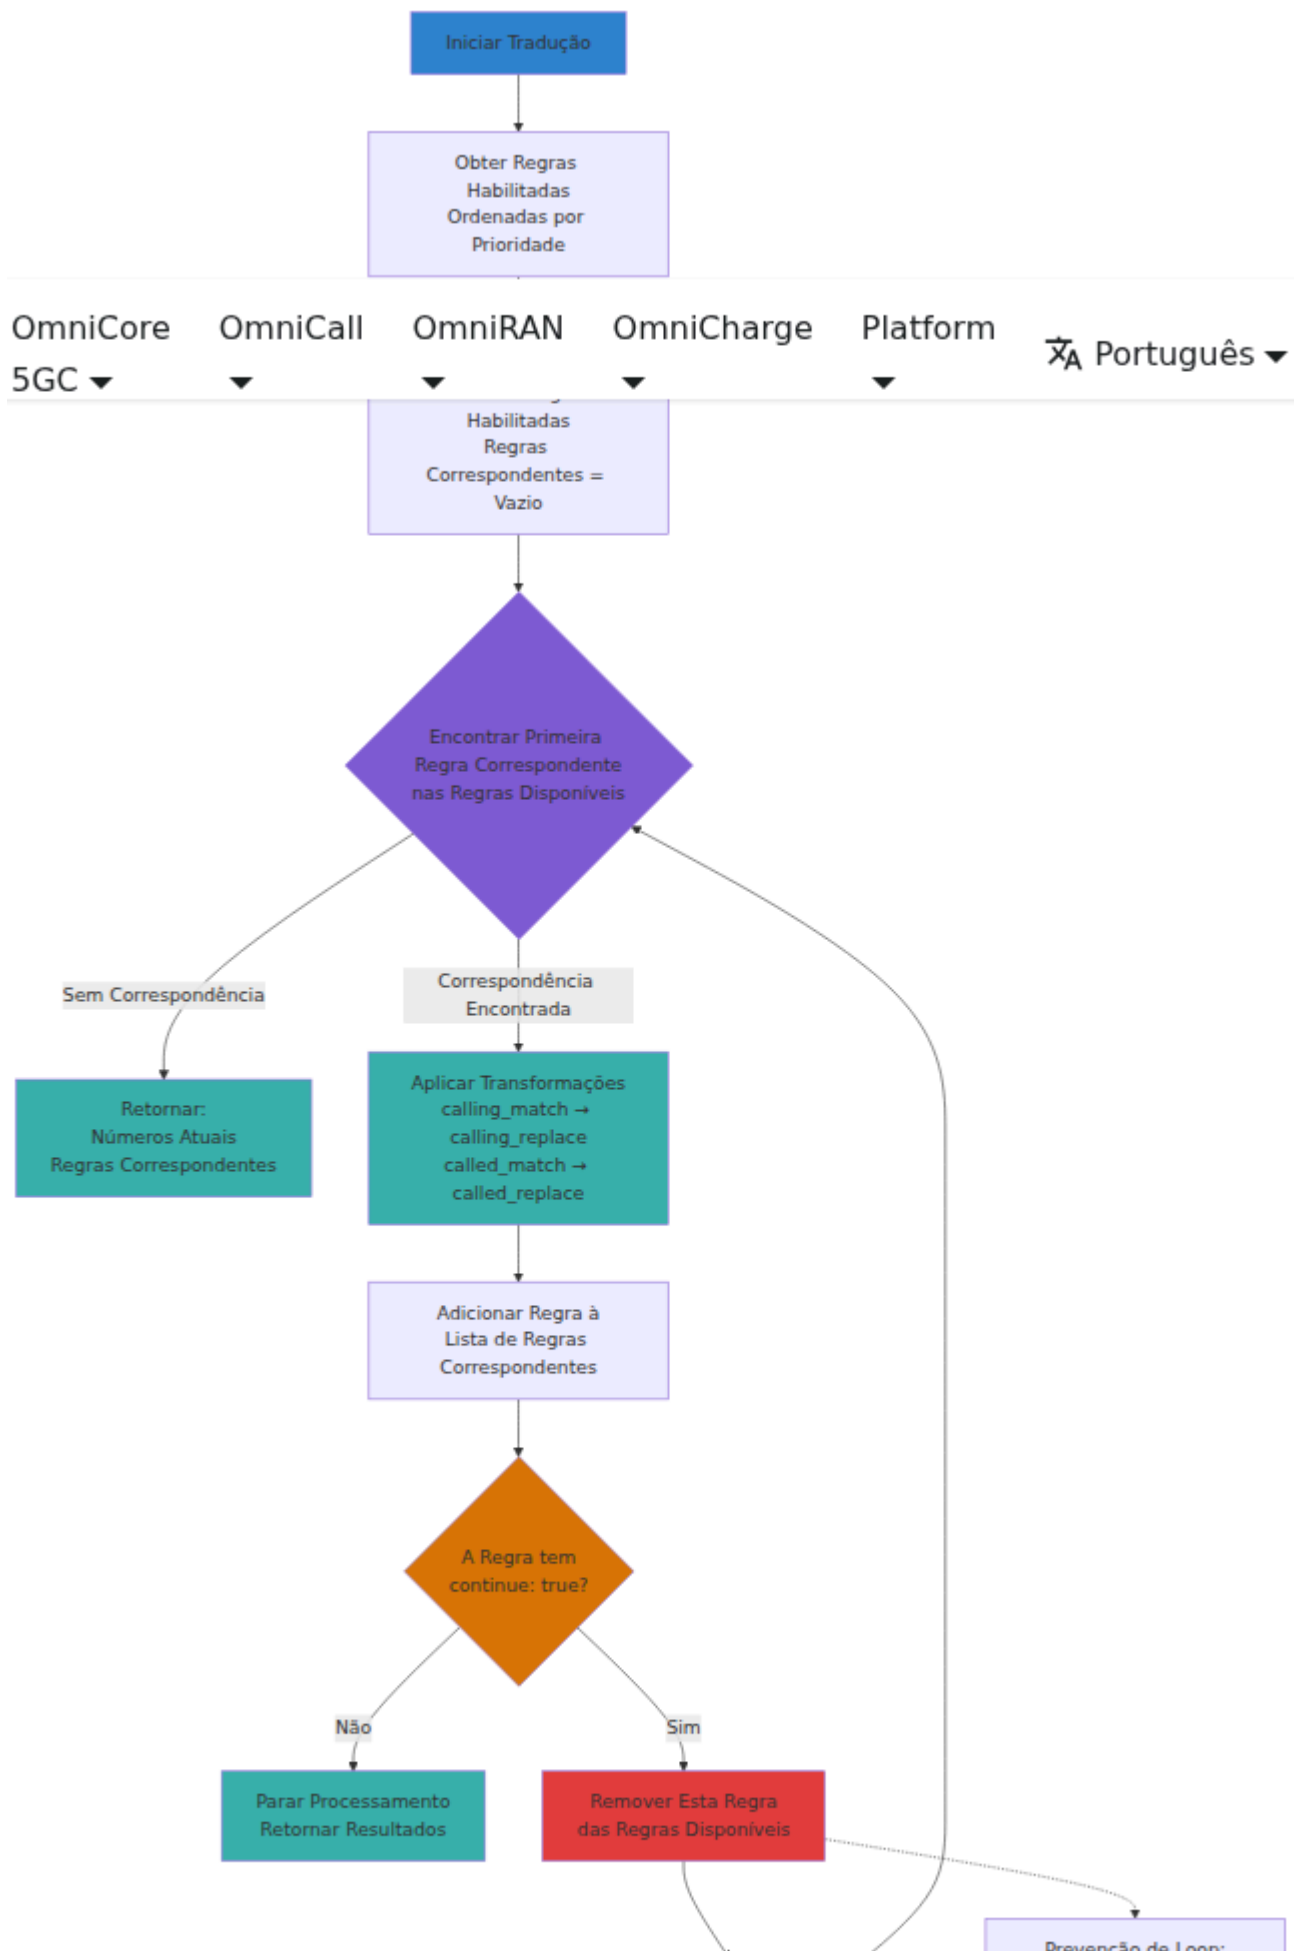 Iniciar Tradução
Obter Regras
Habilitadas
Ordenadas por
Prioridade
OmniCore
5GC
OmniCall
OmniRAN
OmniCharge
Platform
Português
Habilitadas
Regras
Correspondentes =
Vazio
Encontrar Primeira
Regra Correspondente
nas Regras Disponíveis
Sem Correspondência
Correspondência
Encontrada
Retornar:
Números Atuais
Regras Correspondentes
Aplicar Transformações
calling_match →
calling_replace
called_match →
called_replace
Adicionar Regra à
Lista de Regras
Correspondentes
A Regra tem
continue: true?
Não
Sim
Parar Processamento
Retornar Resultados
Remover Esta Regra
das Regras Disponíveis
Prevenção de Loop: